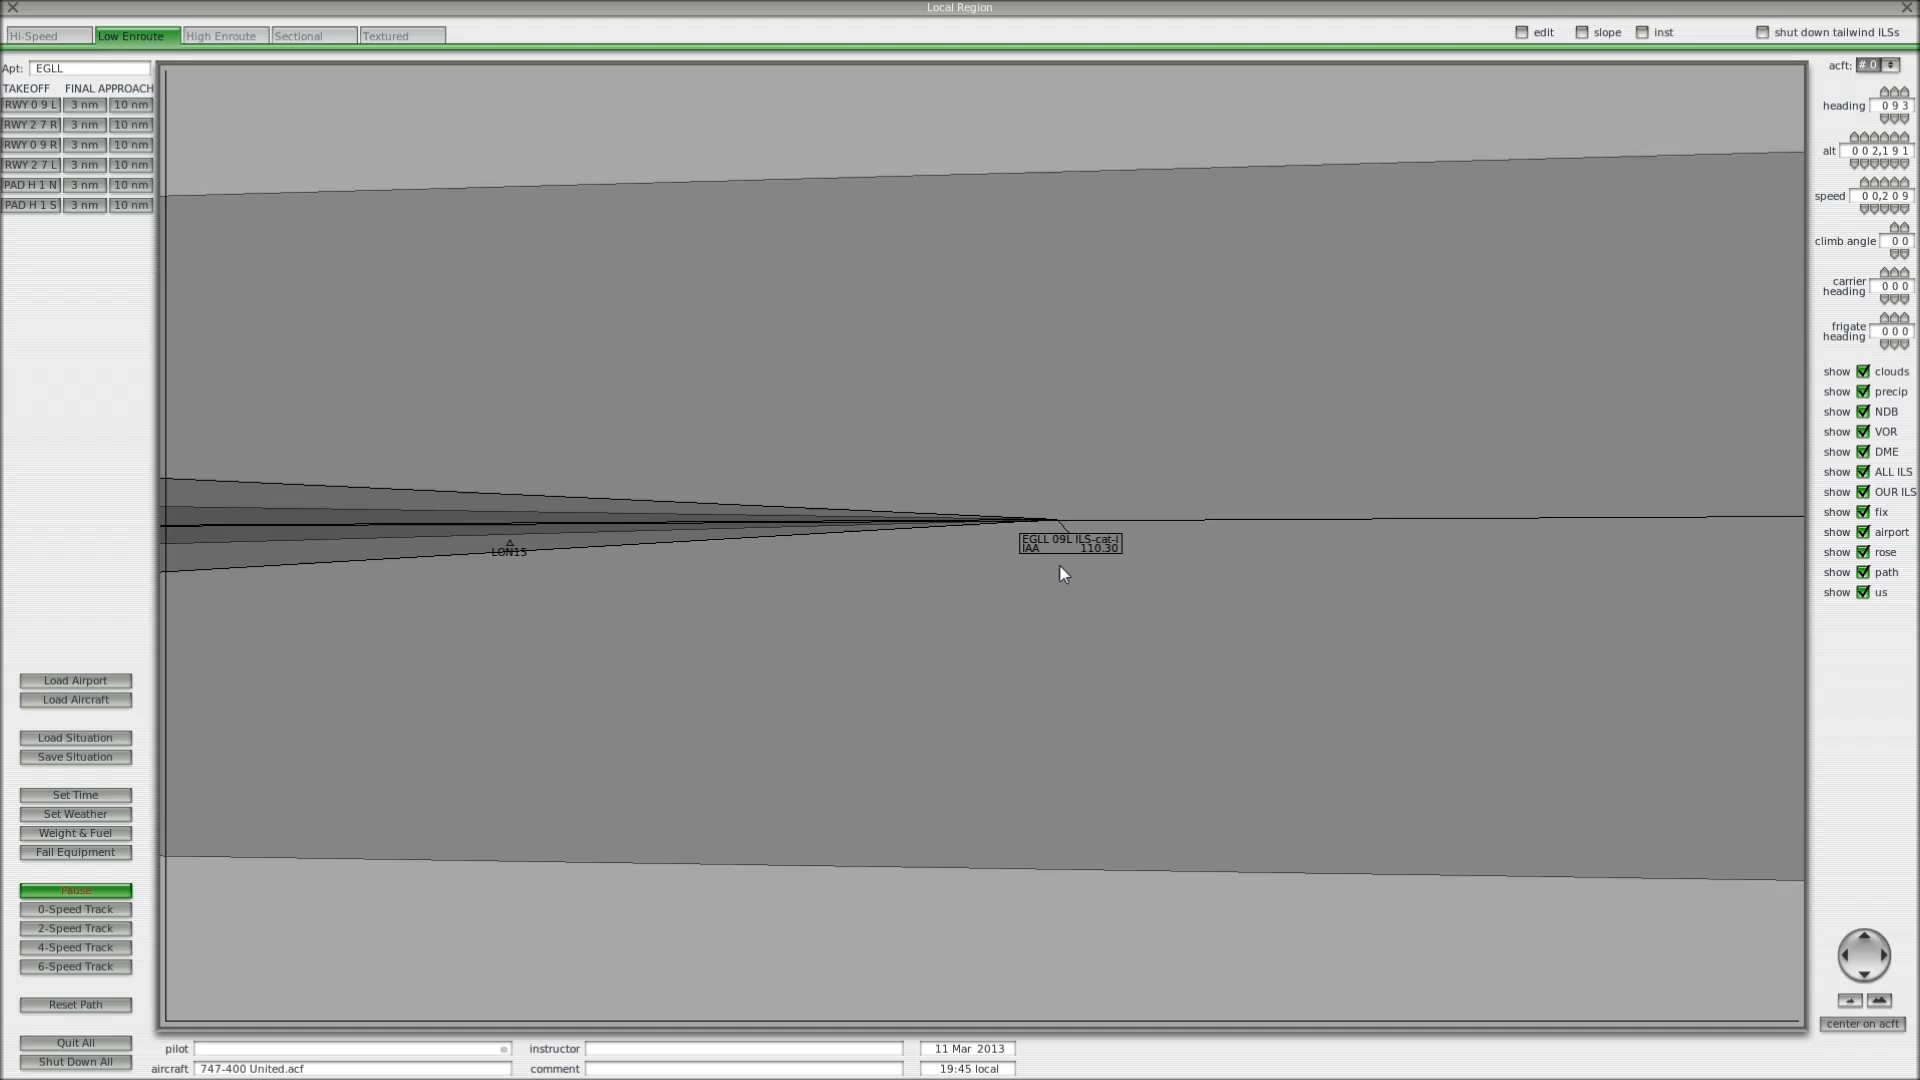 Local Region
Hi-Speed Low Enroute High Enroute Sectional Textured
edit slope inst shut down tailwind ILSs
Apt: EGLL
TAKEOFF FINAL APPROACH
RWY 0 9 L 3 nm 10 nm
RWY 2 7 R 3 nm 10 nm
RWY 0 9 R 3 nm 10 nm
RWY 2 7 L 3 nm 10 nm
PAD H 1 N 3 nm 10 nm
PAD H 1 S 3 nm 10 nm
Load Airport
Load Aircraft
Load Situation
Save Situation
Set Time
Set Weather
Weight & Fuel
Fail Equipment
Pause
0-Speed Track
2-Speed Track
4-Speed Track
6-Speed Track
Reset Path
Quit All
Shut Down All
LON15
EGLL 09L ILS-cat-I
IAA 110.30
acft: # 0
heading 0 9 3
alt 0 0 2,1 9 1
speed 0 0,2 0 9
climb angle 0 0
carrier
heading 0 0 0
frigate
heading 0 0 0
show clouds
show precip
show NDB
show VOR
show DME
show ALL ILS
show OUR ILS
show fix
show airport
show rose
show path
show us
center on acft
pilot instructor 11 Mar 2013
aircraft 747-400 United.acf comment 19:45 local